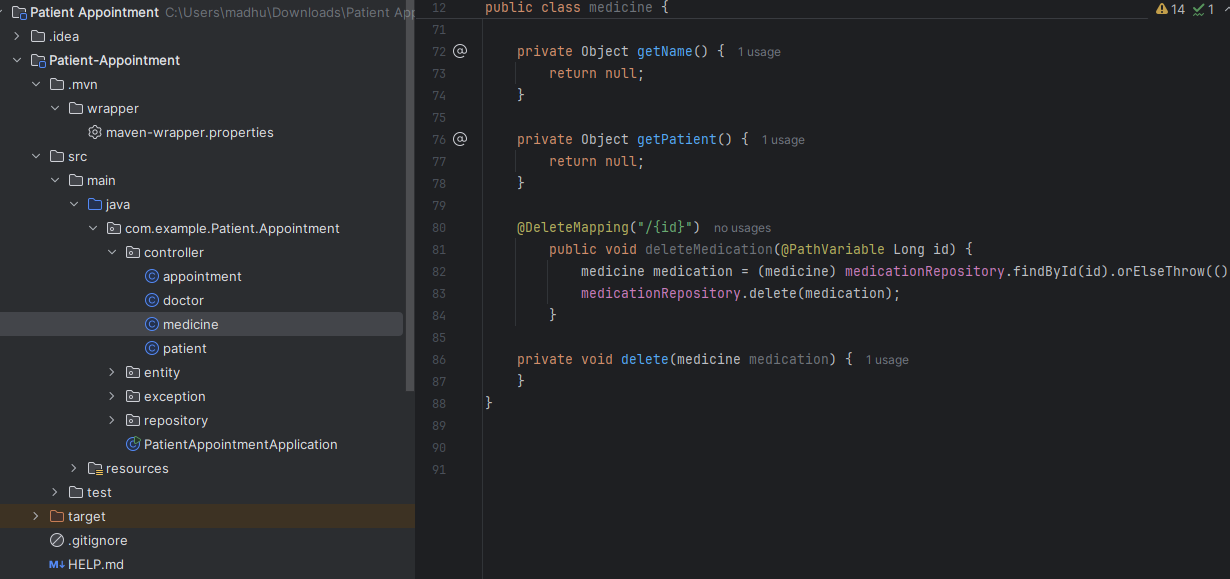 Patient Appointment C:\Users\madhu\Downloads\Patient App
.idea
Patient-Appointment
.mvn
wrapper
maven-wrapper.properties
src
main
java
com.example.Patient.Appointment
controller
appointment
doctor
medicine
patient
entity
exception
repository
PatientAppointmentApplication
resources
test
target
.gitignore
M↓ HELP.md
12 public class medicine {
14 1
71
72 @ private Object getName() { 1 usage
73 return null;
74 }
75
76 @ private Object getPatient() { 1 usage
77 return null;
78 }
79
80 @DeleteMapping("/{id}") no usages
81 public void deleteMedication(@PathVariable Long id) {
82 medicine medication = (medicine) medicationRepository.findById(id).orElseThrow(()
83 medicationRepository.delete(medication);
84 }
85
86 private void delete(medicine medication) { 1 usage
87 }
88 }
89
90
91